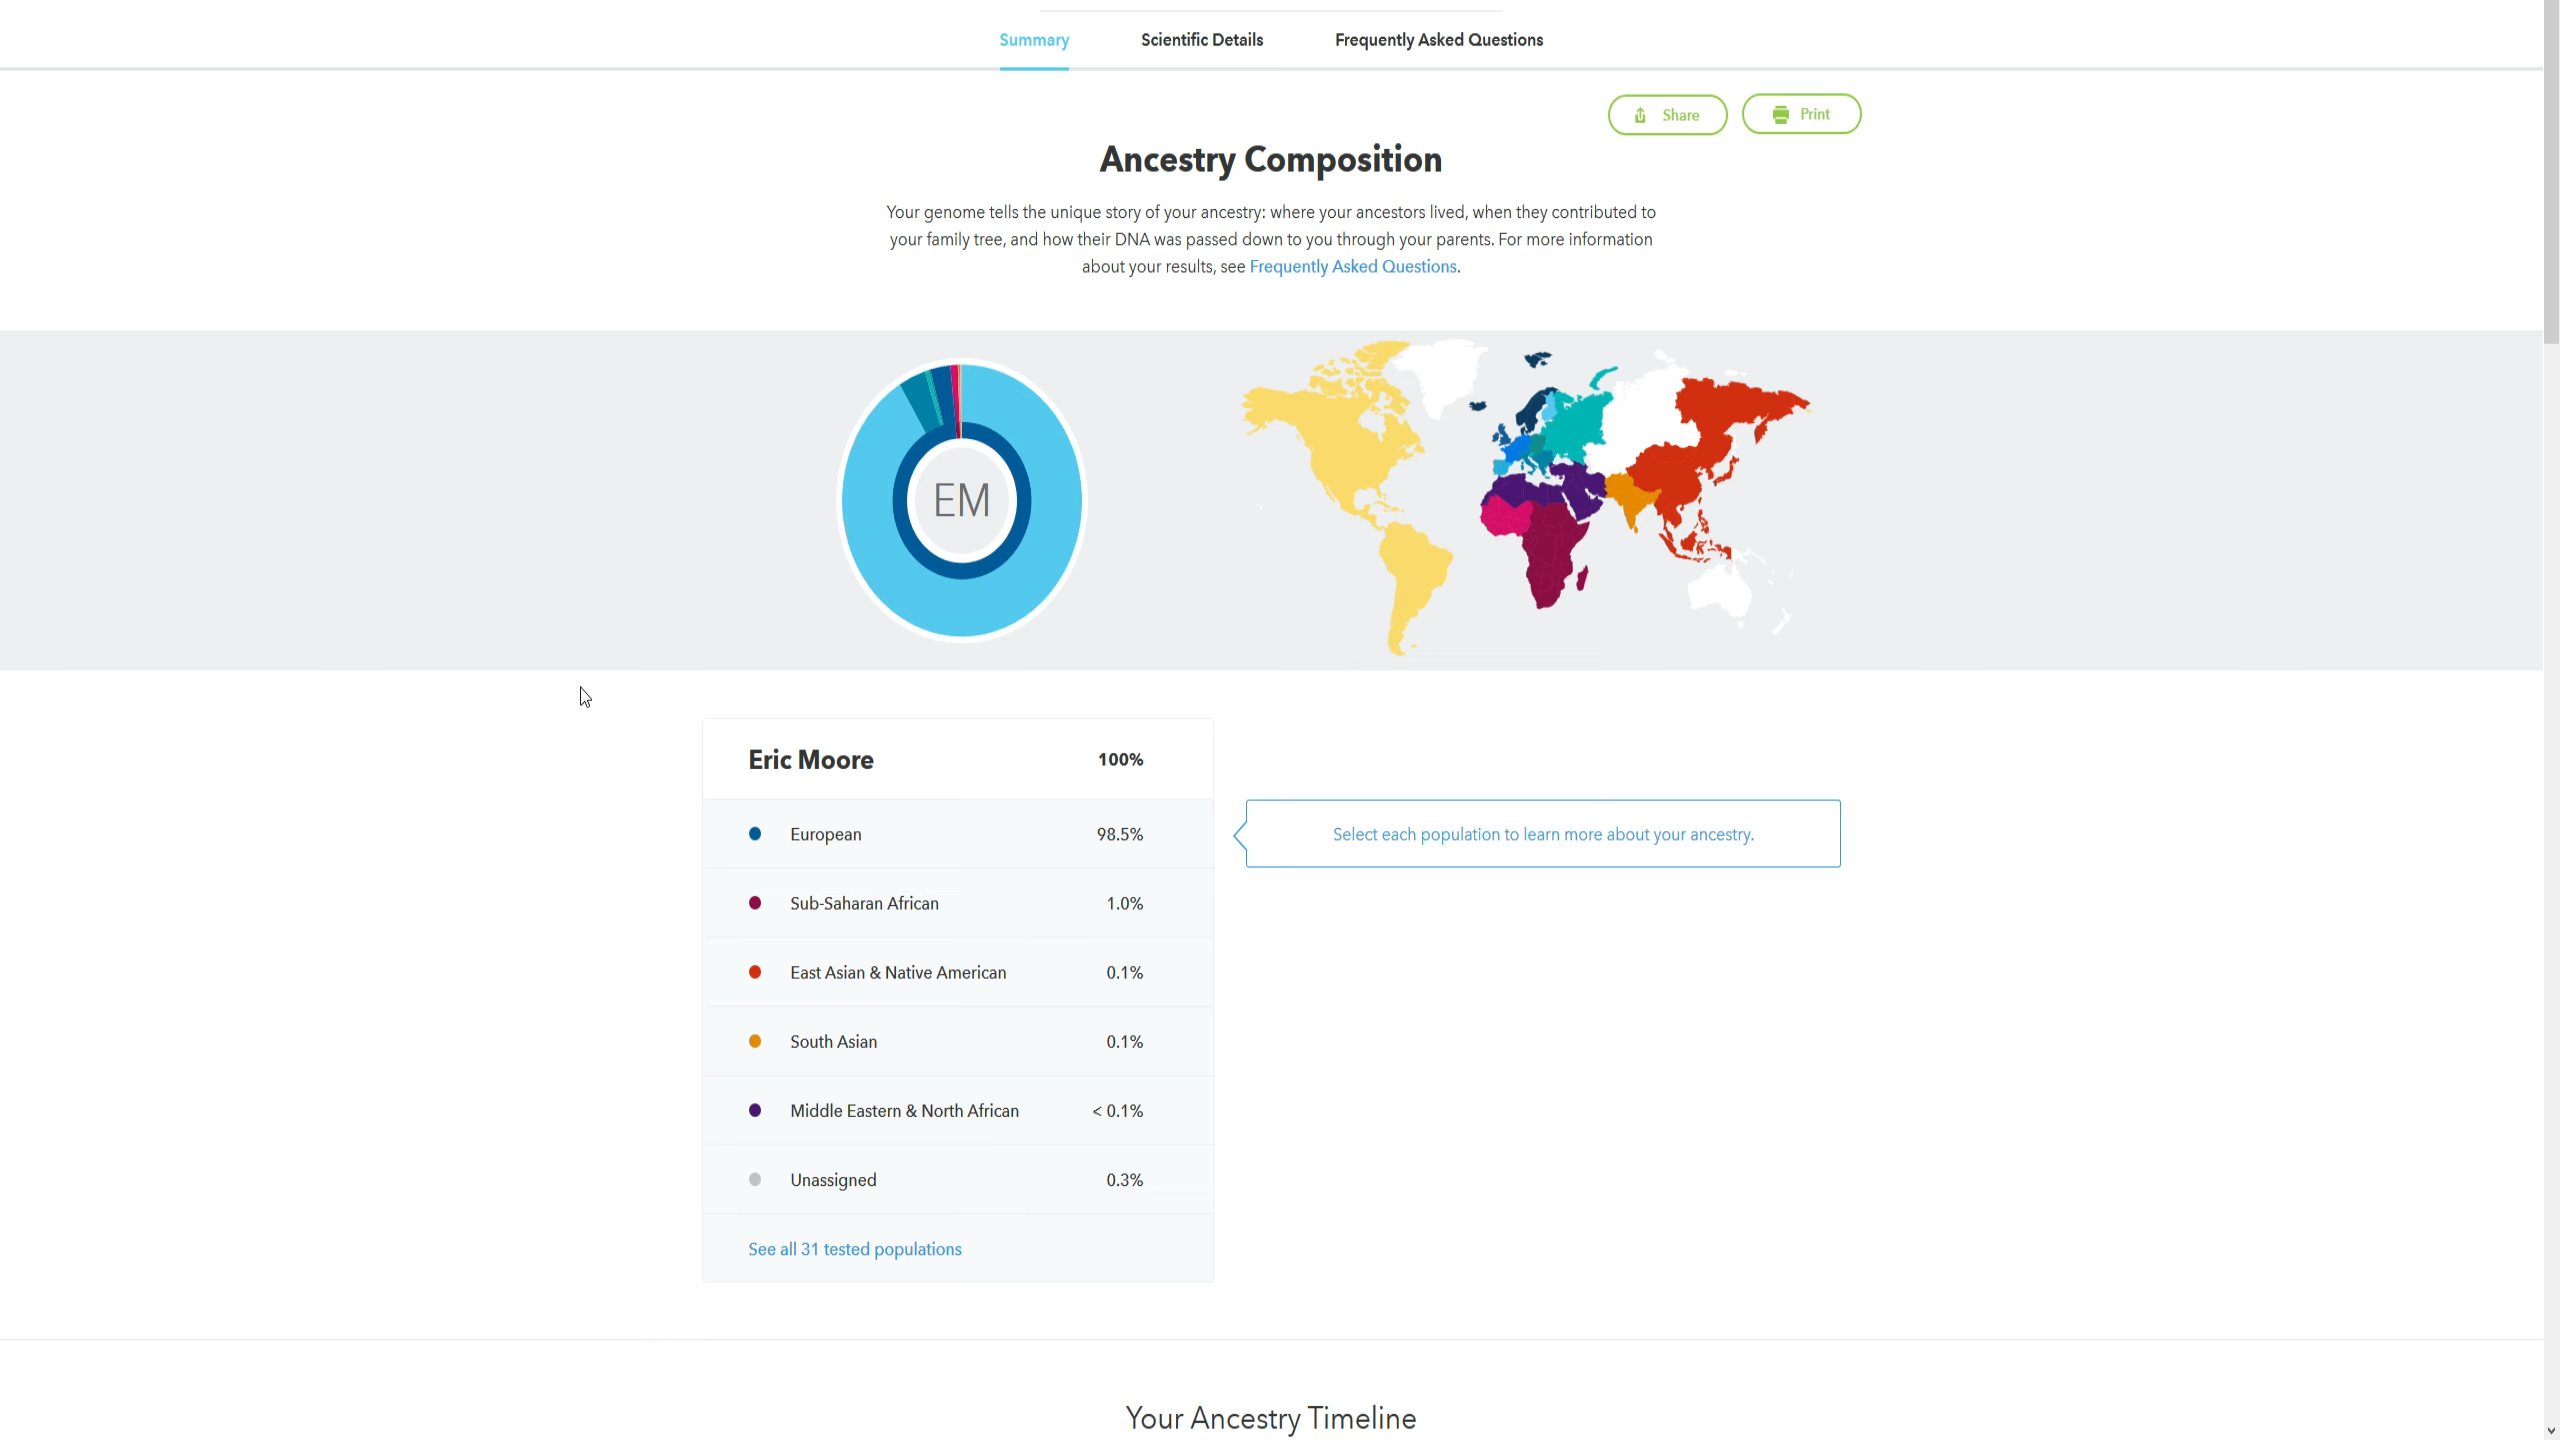 Summary
Scientific Details
Frequently Asked Questions
Share
Print
Ancestry Composition
Your genome tells the unique story of your ancestry: where your ancestors lived, when they contributed to
your family tree, and how their DNA was passed down to you through your parents. For more information
about your results, see Frequently Asked Questions.
EM
Eric Moore 100%
European 98.5%
Select each population to learn more about your ancestry.
Sub-Saharan African 1.0%
East Asian & Native American 0.1%
South Asian 0.1%
Middle Eastern & North African < 0.1%
Unassigned 0.3%
See all 31 tested populations
Your Ancestry Timeline